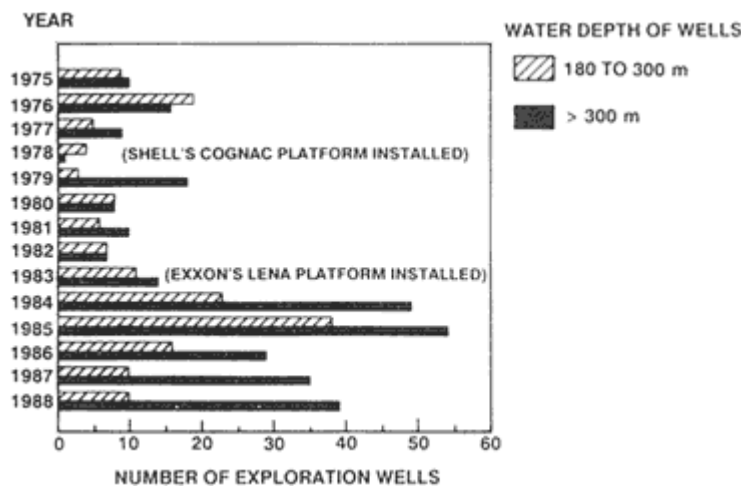 YEAR
WATER DEPTH OF WELLS
180 TO 300 m
> 300 m
1975
1976
1977
1978 (SHELL'S COGNAC PLATFORM INSTALLED)
1979
1980
1981
1982
1983 (EXXON'S LENA PLATFORM INSTALLED)
1984
1985
1986
1987
1988
0 10 20 30 40 50 60
NUMBER OF EXPLORATION WELLS